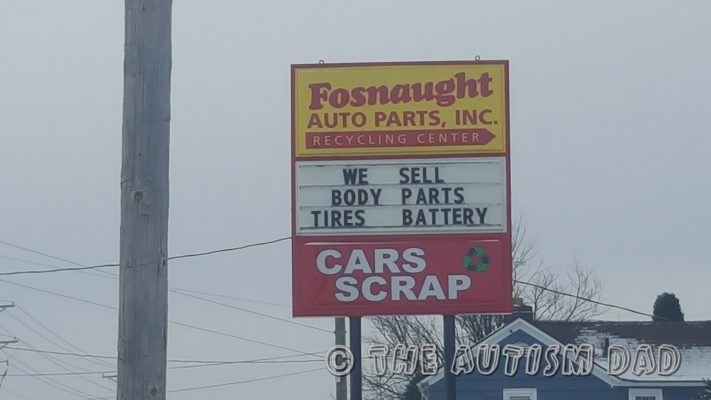 Fosnaught
AUTO PARTS, INC.
RECYCLING CENTER
WE SELL
BODY PARTS
TIRES BATTERY
CARS
SCRAP
© THE AUTISM DAD